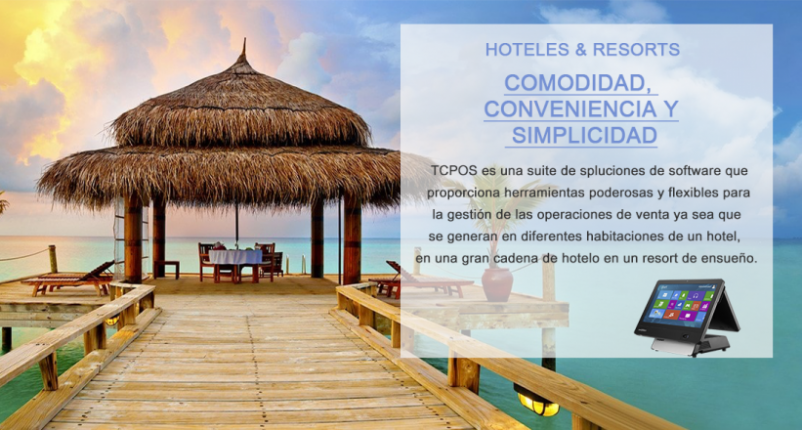 HOTELES & RESORTS
COMODIDAD,
CONVENIENCIA Y
SIMPLICIDAD
TCPOS es una suite de spluciones de software que
proporciona herramientas poderosas y flexibles para
la gestión de las operaciones de venta ya sea que
se generan en diferentes habitaciones de un hotel,
en una gran cadena de hotelo en un resort de ensueño.